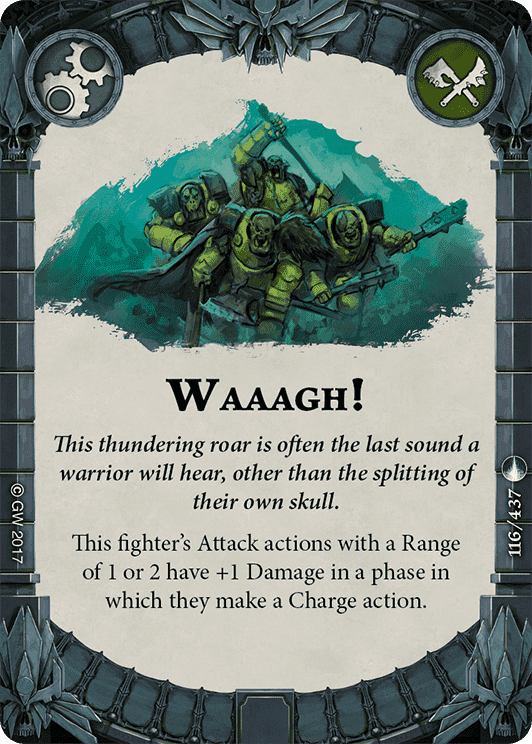 WAAAGH!
This thundering roar is often the last sound a
warrior will hear, other than the splitting of
their own skull.
This fighter's Attack actions with a Range
of 1 or 2 have +1 Damage in a phase in
which they make a Charge action.
© GW 2017
116/437